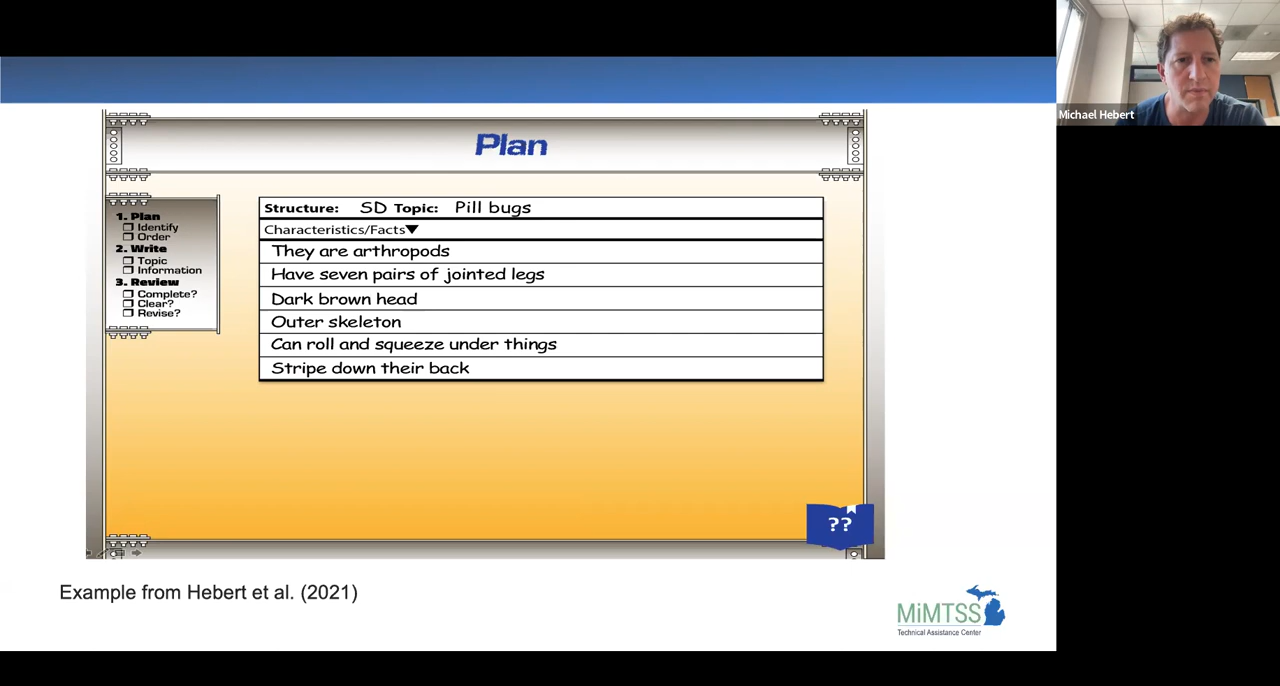 Plan
1. Plan
Identify
Order
2. Write
Topic
Information
3. Review
Complete?
Clear?
Revise?
Structure: SD Topic: Pill bugs
Characteristics/Facts▼
They are arthropods
Have seven pairs of jointed legs
Dark brown head
Outer skeleton
Can roll and squeeze under things
Stripe down their back
??
Example from Hebert et al. (2021)
MiMTSS
Technical Assistance Center
Michael Hebert